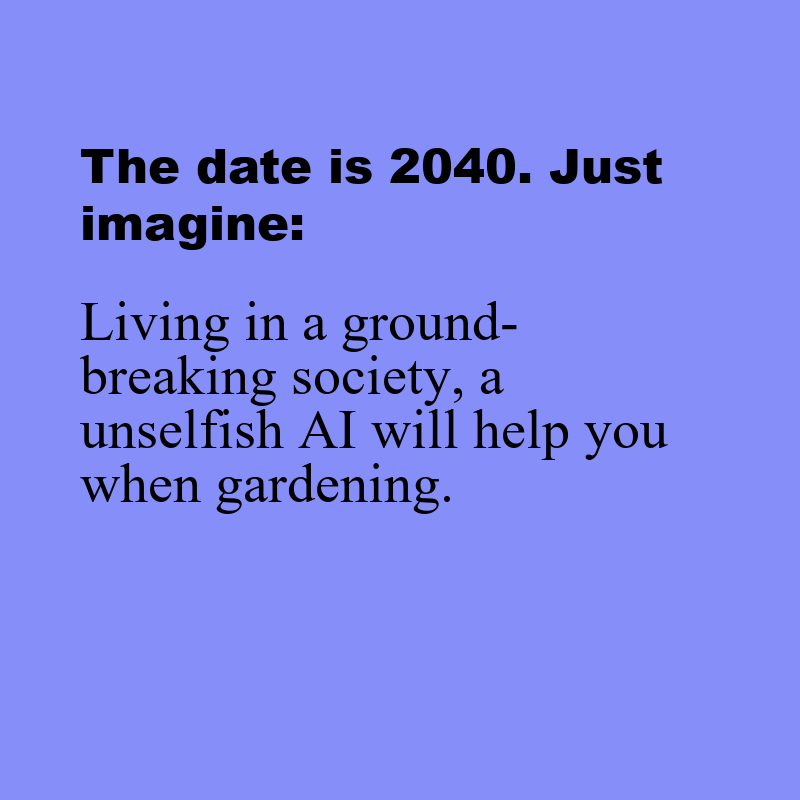 The date is 2040. Just
imagine:
Living in a ground-
breaking society, a
unselfish AI will help you
when gardening.